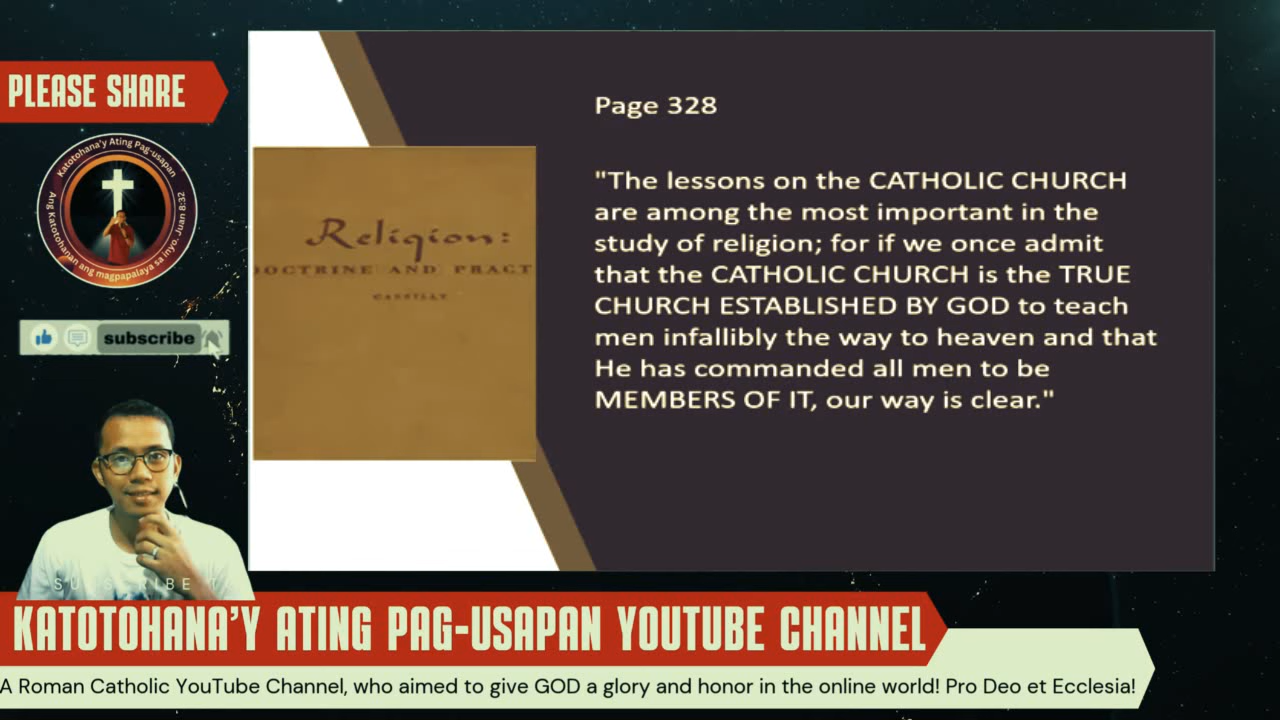 PLEASE SHARE
Katotohana'y Ating Pag-usapan
Ang Katotohanan ang magpapalaya sa inyo. Juan 8:32
subscribe
Page 328
"The lessons on the CATHOLIC CHURCH
are among the most important in the
study of religion; for if we once admit
that the CATHOLIC CHURCH is the TRUE
CHURCH ESTABLISHED BY GOD to teach
men infallibly the way to heaven and that
He has commanded all men to be
MEMBERS OF IT, our way is clear."
Religion:
DOCTRINE AND PRACT
CASSILLY
KATOTOHANA'Y ATING PAG-USAPAN YOUTUBE CHANNEL
A Roman Catholic YouTube Channel, who aimed to give GOD a glory and honor in the online world! Pro Deo et Ecclesia!